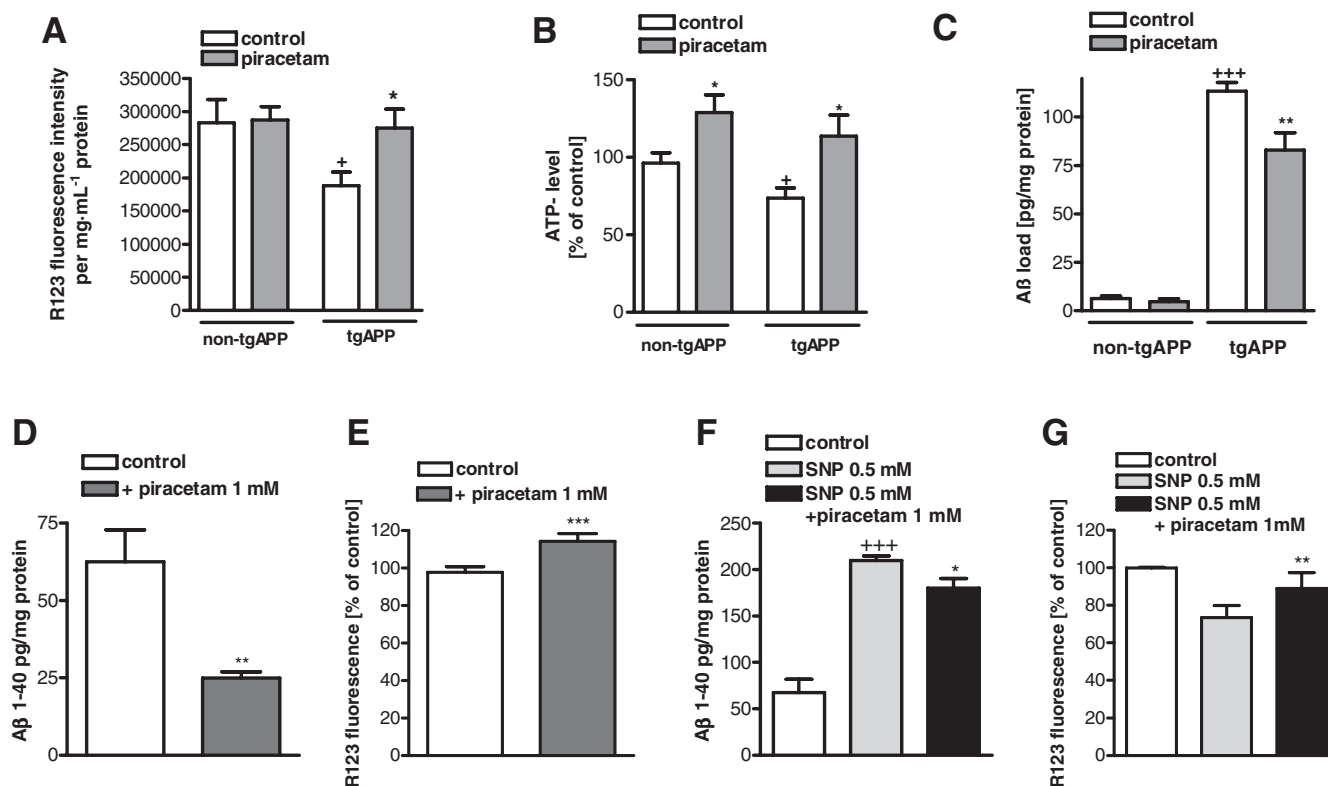 A
control
piracetam
R123 fluorescence intensity
per mg·mL⁻¹ protein
350000
300000
250000
200000
150000
100000
50000
0
+
*
non-tgAPP
tgAPP
B
control
piracetam
ATP- level
[% of control]
150
100
50
0
*
+
*
non-tgAPP
tgAPP
C
control
piracetam
Aß load [pg/mg protein]
100
75
50
25
0
+++
**
non-tgAPP
tgAPP
D
control
+ piracetam 1 mM
Aβ 1-40 pg/mg protein
75
50
25
0
**
E
control
+ piracetam 1 mM
R123 fluorescence [% of control]
120
100
80
60
40
20
0
***
F
control
SNP 0.5 mM
SNP 0.5 mM
+piracetam 1 mM
Aβ 1-40 pg/mg protein
250
200
150
100
50
0
+++
*
G
control
SNP 0.5 mM
SNP 0.5 mM
+ piracetam 1mM
R123 fluorescence [% of control]
120
100
80
60
40
20
0
**